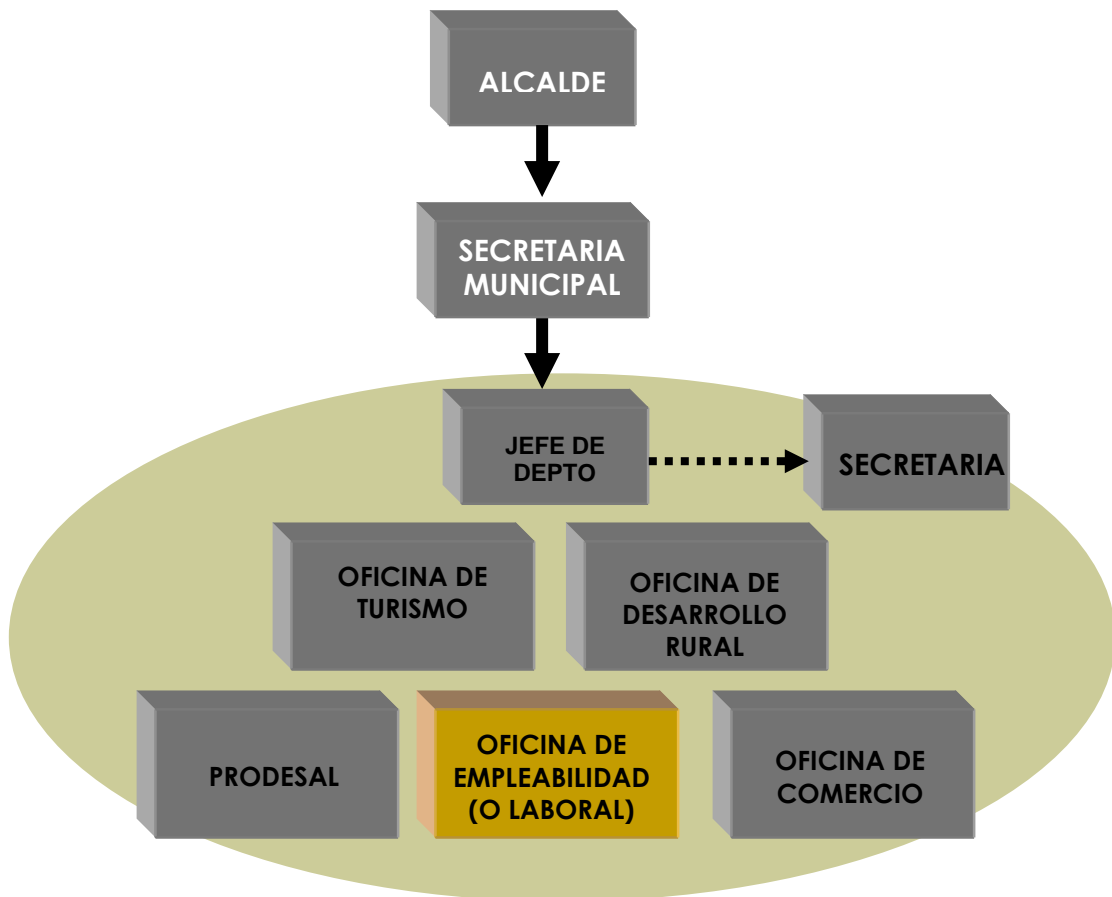 ALCALDE
SECRETARIA
MUNICIPAL
JEFE DE
DEPTO
SECRETARIA
OFICINA DE
TURISMO
OFICINA DE
DESARROLLO
RURAL
PRODESAL
OFICINA DE
EMPLEABILIDAD
(O LABORAL)
OFICINA DE
COMERCIO